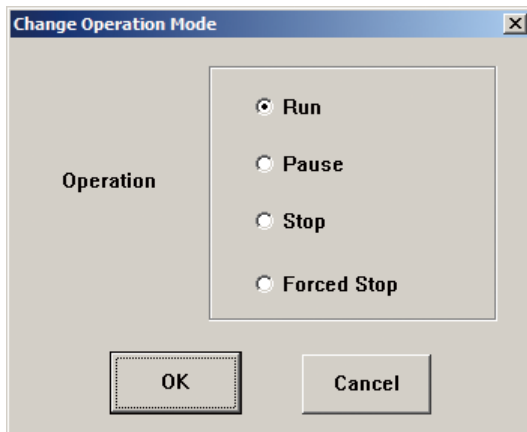 Change Operation Mode
Run
Pause
Operation
Stop
Forced Stop
OK
Cancel